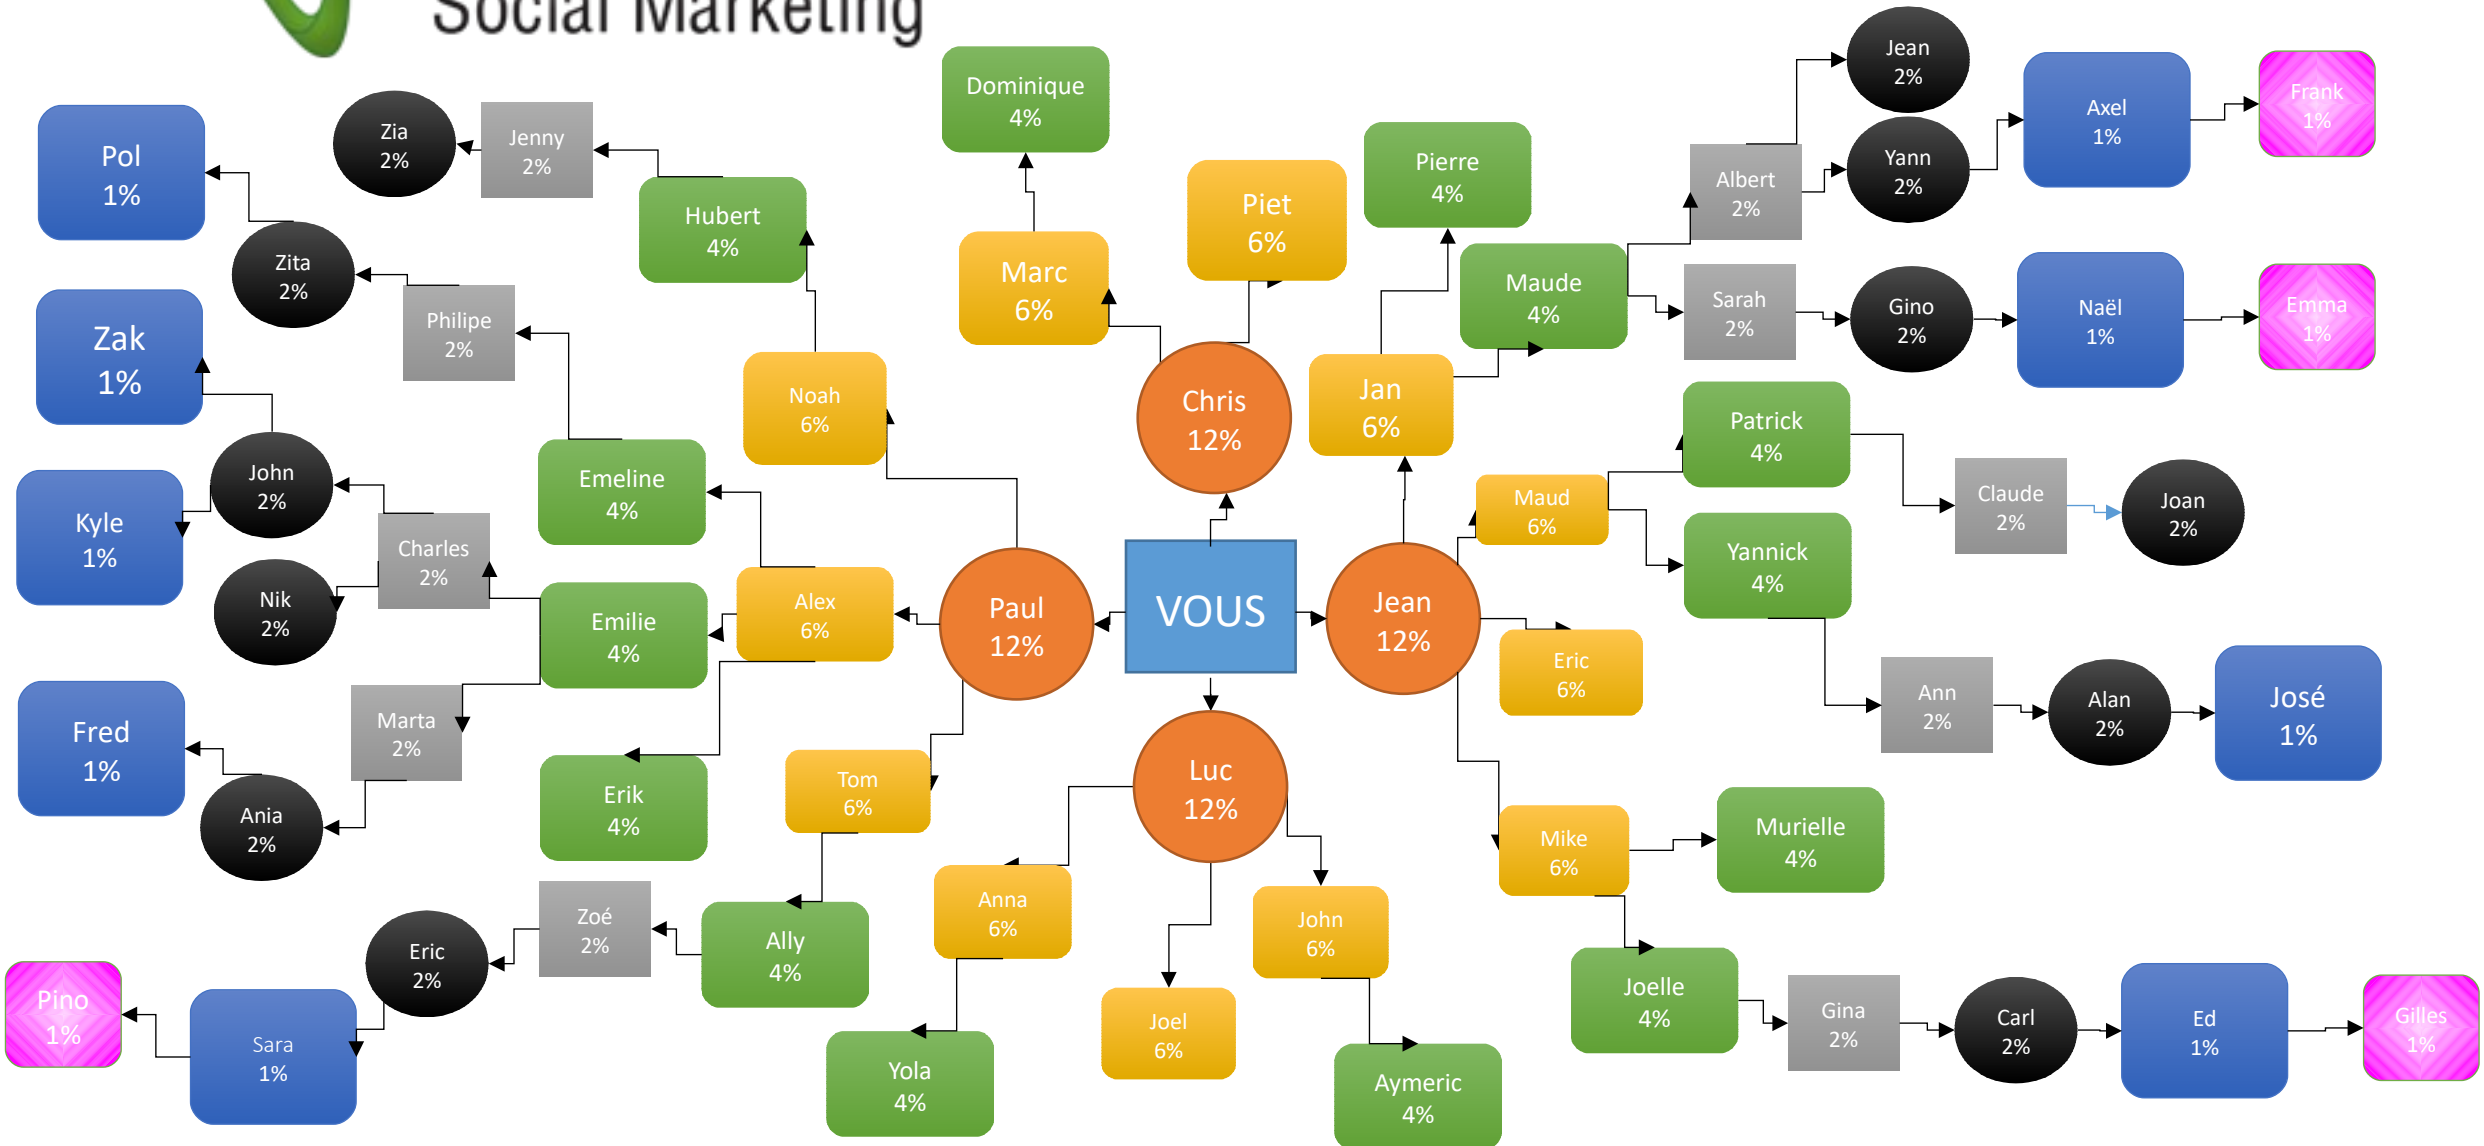 Social Marketing
Dominique
4%
Jean
2%
Frank
1%
Axel
1%
Pol
1%
Zia
2%
Jenny
2%
Pierre
4%
Yann
2%
Albert
2%
Hubert
4%
Piet
6%
Zita
2%
Marc
6%
Maude
4%
Sarah
2%
Gino
2%
Naël
1%
Emma
1%
Philipe
2%
Zak
1%
Noah
6%
Chris
12%
Jan
6%
Patrick
4%
John
2%
Emeline
4%
Maud
6%
Claude
2%
Joan
2%
Kyle
1%
Charles
2%
Yannick
4%
Nik
2%
Emilie
4%
Alex
6%
Paul
12%
VOUS
Jean
12%
Eric
6%
Fred
1%
Marta
2%
Ann
2%
Alan
2%
José
1%
Ania
2%
Erik
4%
Tom
6%
Luc
12%
Mike
6%
Murielle
4%
Eric
2%
Zoé
2%
Ally
4%
Anna
6%
John
6%
Joelle
4%
Pino
1%
Sara
1%
Joel
6%
Gina
2%
Carl
2%
Ed
1%
Gilles
1%
Yola
4%
Aymeric
4%